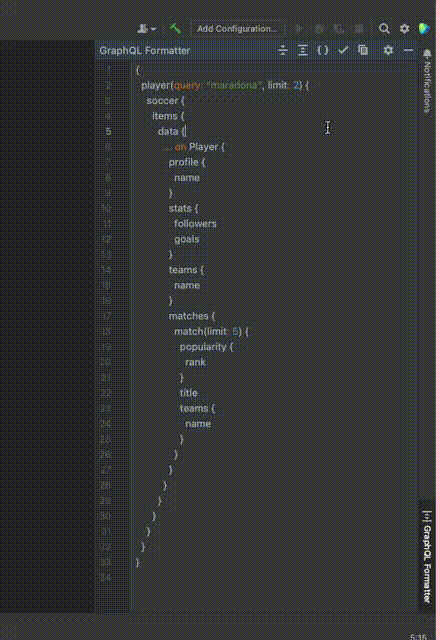 Add Configuration...
GraphQL Formatter
1 {
2 player(query: "maradona", limit: 2) {
3 soccer {
4 items {
5 data {
6 ... on Player {
7 profile {
8 name
9 }
10 stats {
11 followers
12 goals
13 }
14 teams {
15 name
16 }
17 matches {
18 match(limit: 5) {
19 popularity {
20 rank
21 }
22 title
23 teams {
24 name
25 }
26 }
27 }
28 }
29 }
30 }
31 }
32 }
33 }
34
Notifications
GraphQL Formatter
5:15